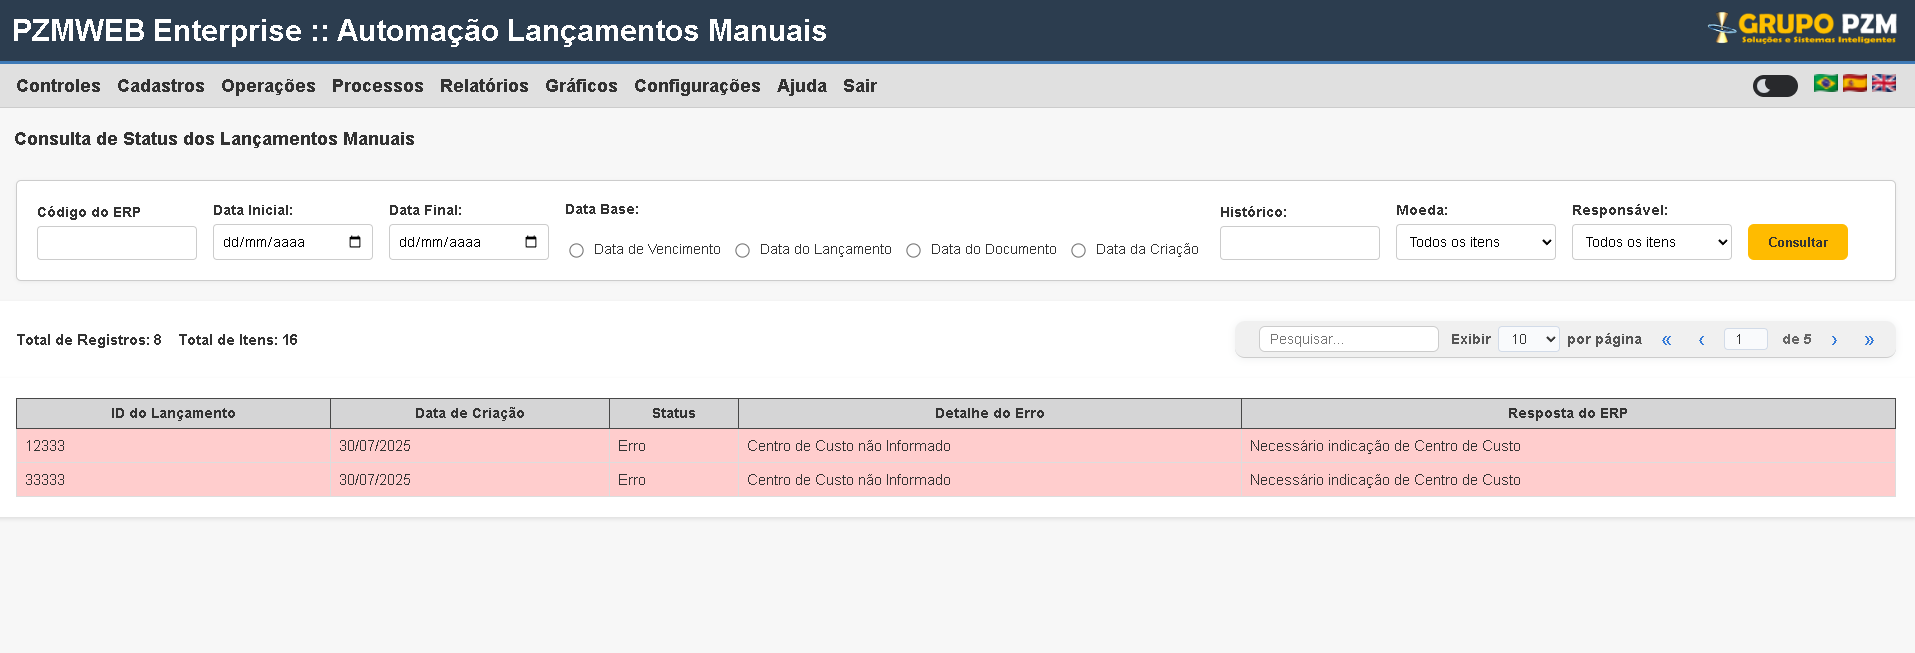 PZMWEB Enterprise :: Automação Lançamentos Manuais
GRUPO PZM
Soluções e Sistemas Inteligentes
Controles Cadastros Operações Processos Relatórios Gráficos Configurações Ajuda Sair
Consulta de Status dos Lançamentos Manuais
Código do ERP Data Inicial: Data Final: Data Base: Histórico: Moeda: Responsável:
dd/mm/aaaa dd/mm/aaaa Data de Vencimento Data do Lançamento Data do Documento Data da Criação Todos os itens Todos os itens Consultar
Total de Registros: 8 Total de Itens: 16 Pesquisar... Exibir 10 por página « ‹ 1 de 5 › »
ID do Lançamento Data de Criação Status Detalhe do Erro Resposta do ERP
12333 30/07/2025 Erro Centro de Custo não Informado Necessário indicação de Centro de Custo
33333 30/07/2025 Erro Centro de Custo não Informado Necessário indicação de Centro de Custo